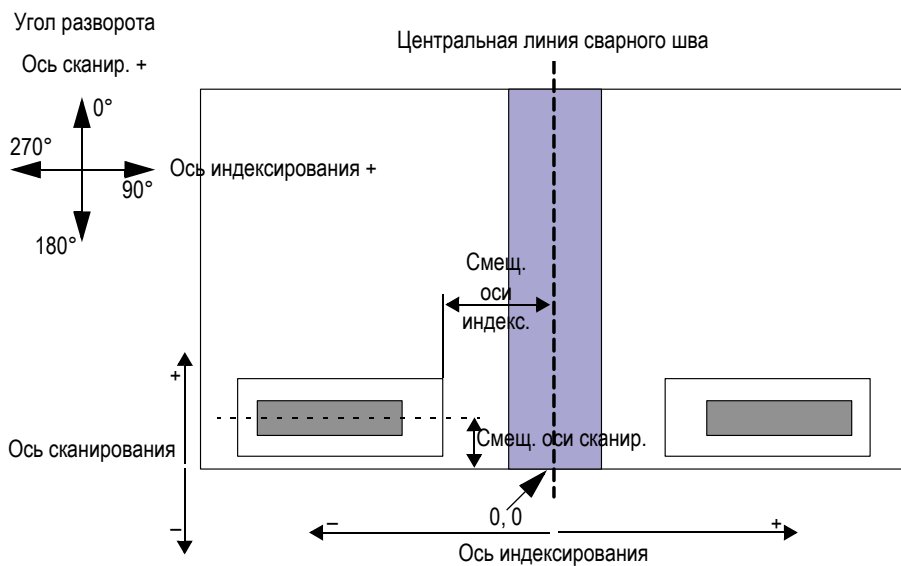 Угол разворота
Ось сканир. +
0°
270°
90°
180°
Ось индексирования +
Центральная линия сварного шва
Смещ.
оси
индекс.
+
Ось сканирования
–
Смещ. оси сканир.
0, 0
–
+
Ось индексирования